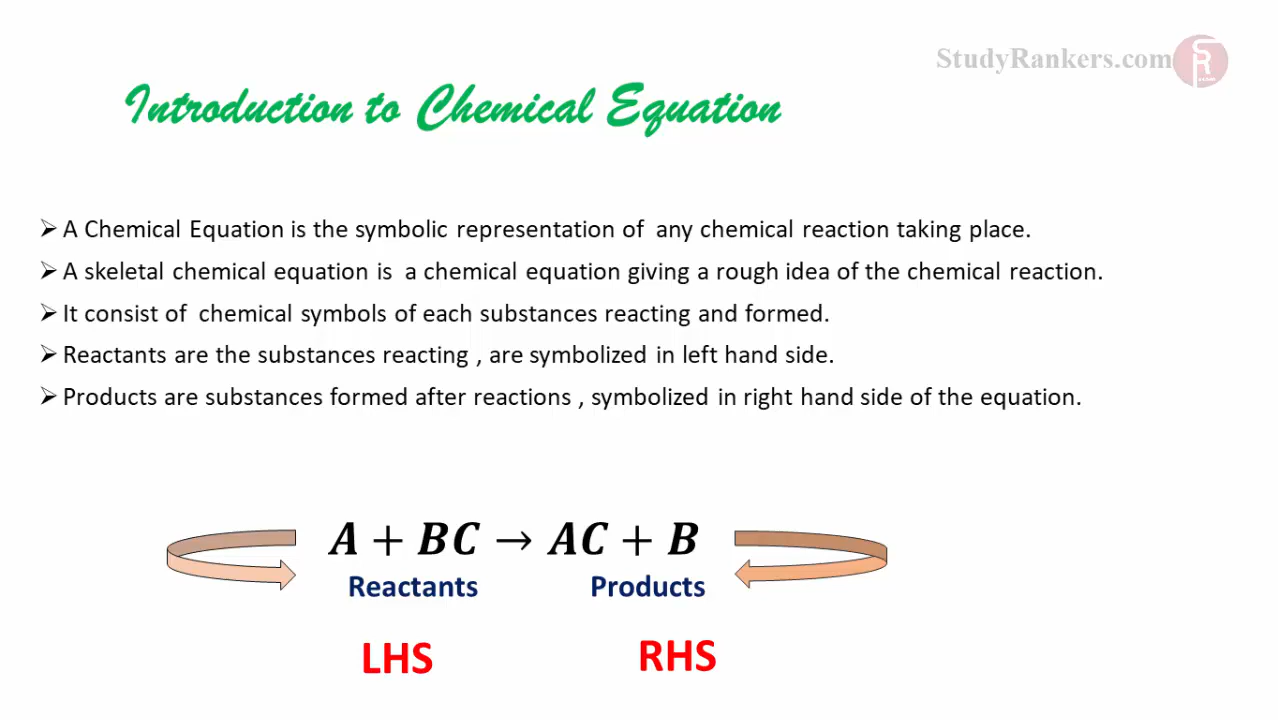 StudyRankers.com
Introduction to Chemical Equation
➢ A Chemical Equation is the symbolic representation of any chemical reaction taking place.
➢ A skeletal chemical equation is a chemical equation giving a rough idea of the chemical reaction.
➢ It consist of chemical symbols of each substances reacting and formed.
➢ Reactants are the substances reacting , are symbolized in left hand side.
➢ Products are substances formed after reactions , symbolized in right hand side of the equation.
A + BC → AC + B
Reactants Products
LHS RHS